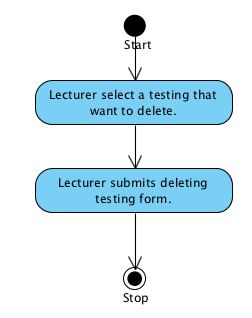 Start
Lecturer select a testing that
want to delete.
Lecturer submits deleting
testing form.
Stop